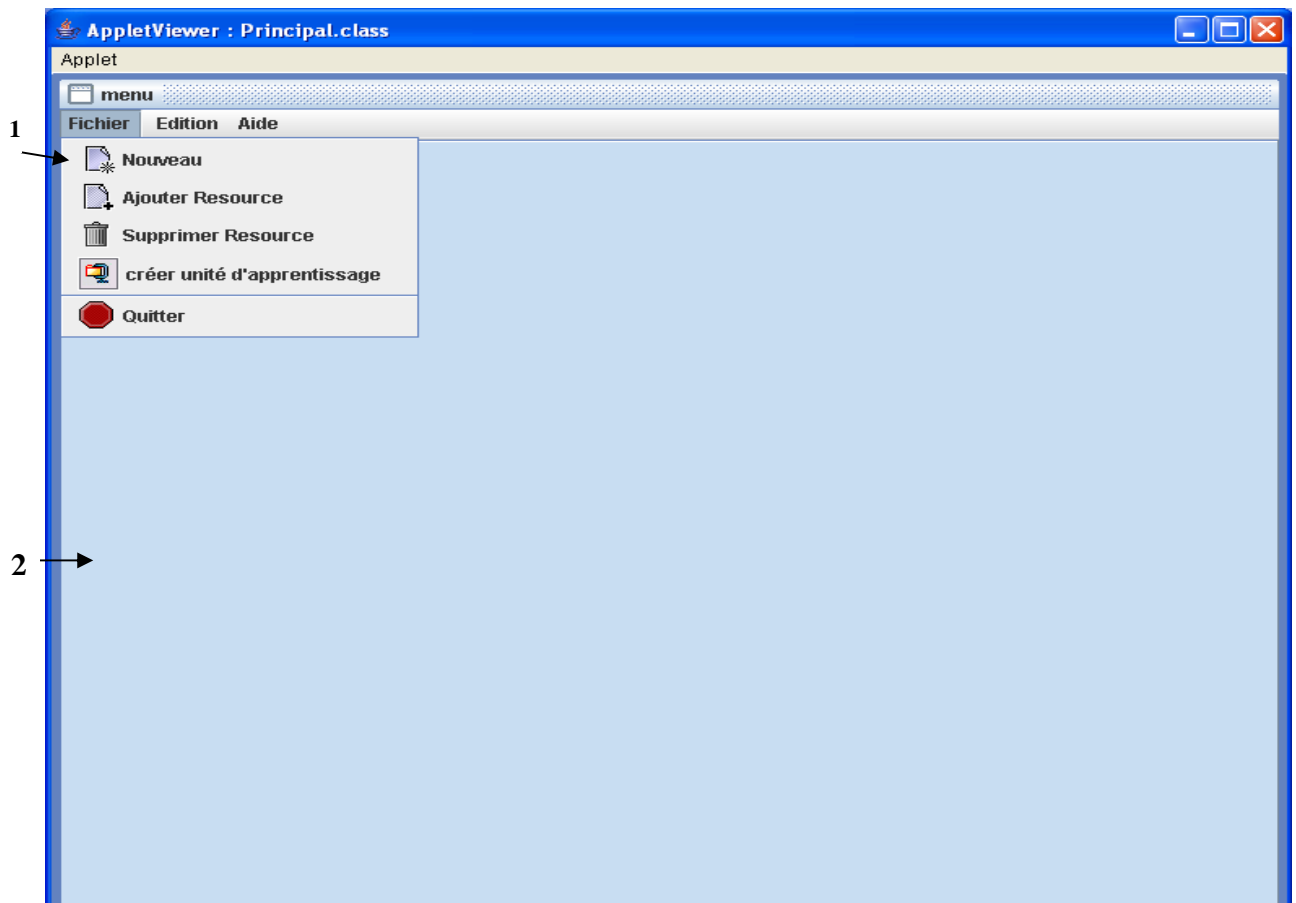 AppletViewer : Principal.class
Applet
menu
Fichier Edition Aide
1
Nouveau
Ajouter Resource
Supprimer Resource
créer unité d'apprentissage
Quitter
2